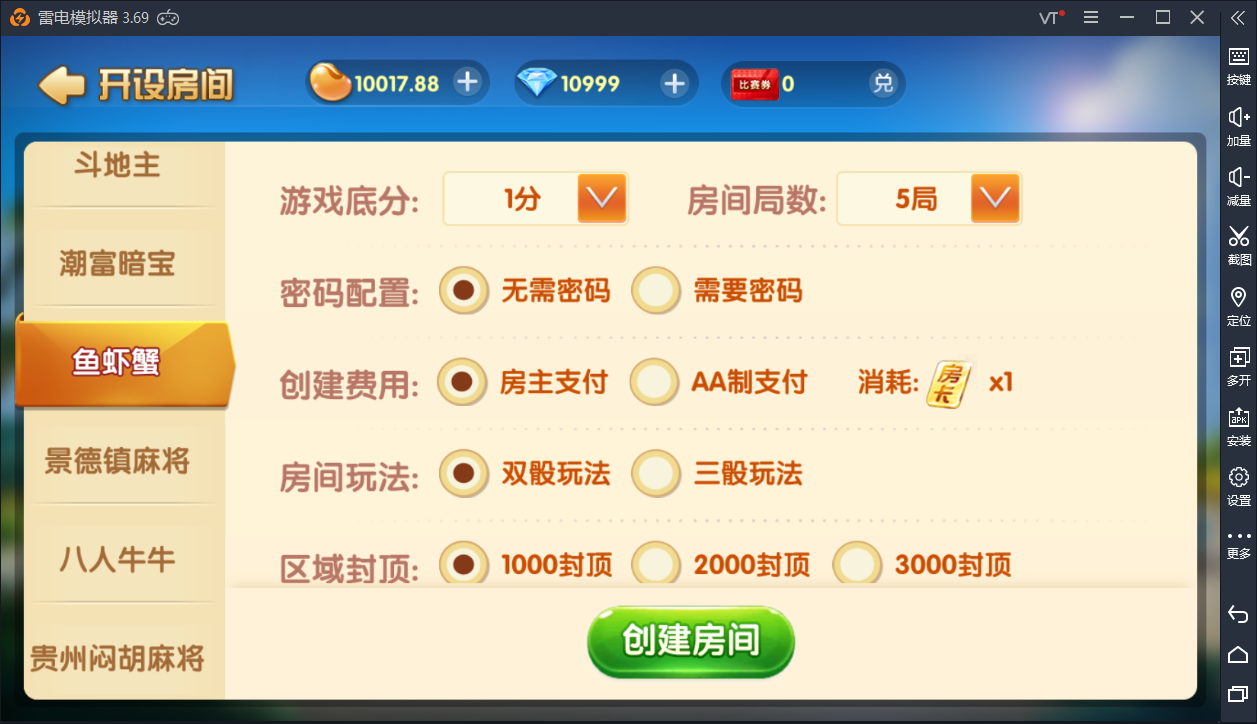 雷电模拟器 3.69
VT
开设房间
10017.88
10999
比赛券 0 兑
斗地主
潮富暗宝
鱼虾蟹
景德镇麻将
八人牛牛
贵州闷胡麻将
游戏底分: 1分 房间局数: 5局
密码配置: 无需密码 需要密码
创建费用: 房主支付 AA制支付 消耗: 房卡 x1
房间玩法: 双骰玩法 三骰玩法
区域封顶: 1000封顶 2000封顶 3000封顶
创建房间
按键
加量
减量
截图
定位
多开
APK
安装
设置
更多